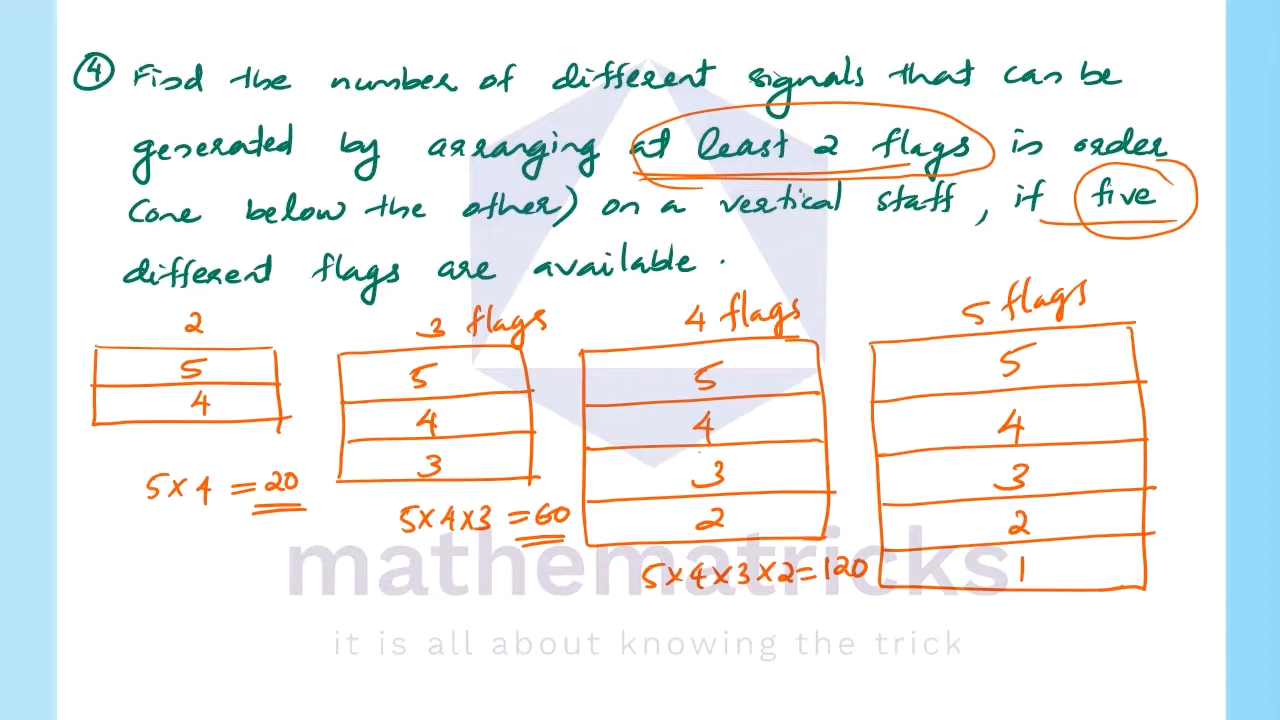 ④ Find the number of different signals that can be
generated by arranging at least 2 flags in order
(one below the other) on a vertical staff, if five
different flags are available.
2
5
4
5×4 = 20
3 flags
5
4
3
5×4×3 = 60
4 flags
5
4
3
2
5×4×3×2=120
5 flags
5
4
3
2
1
mathematricks
it is all about knowing the trick